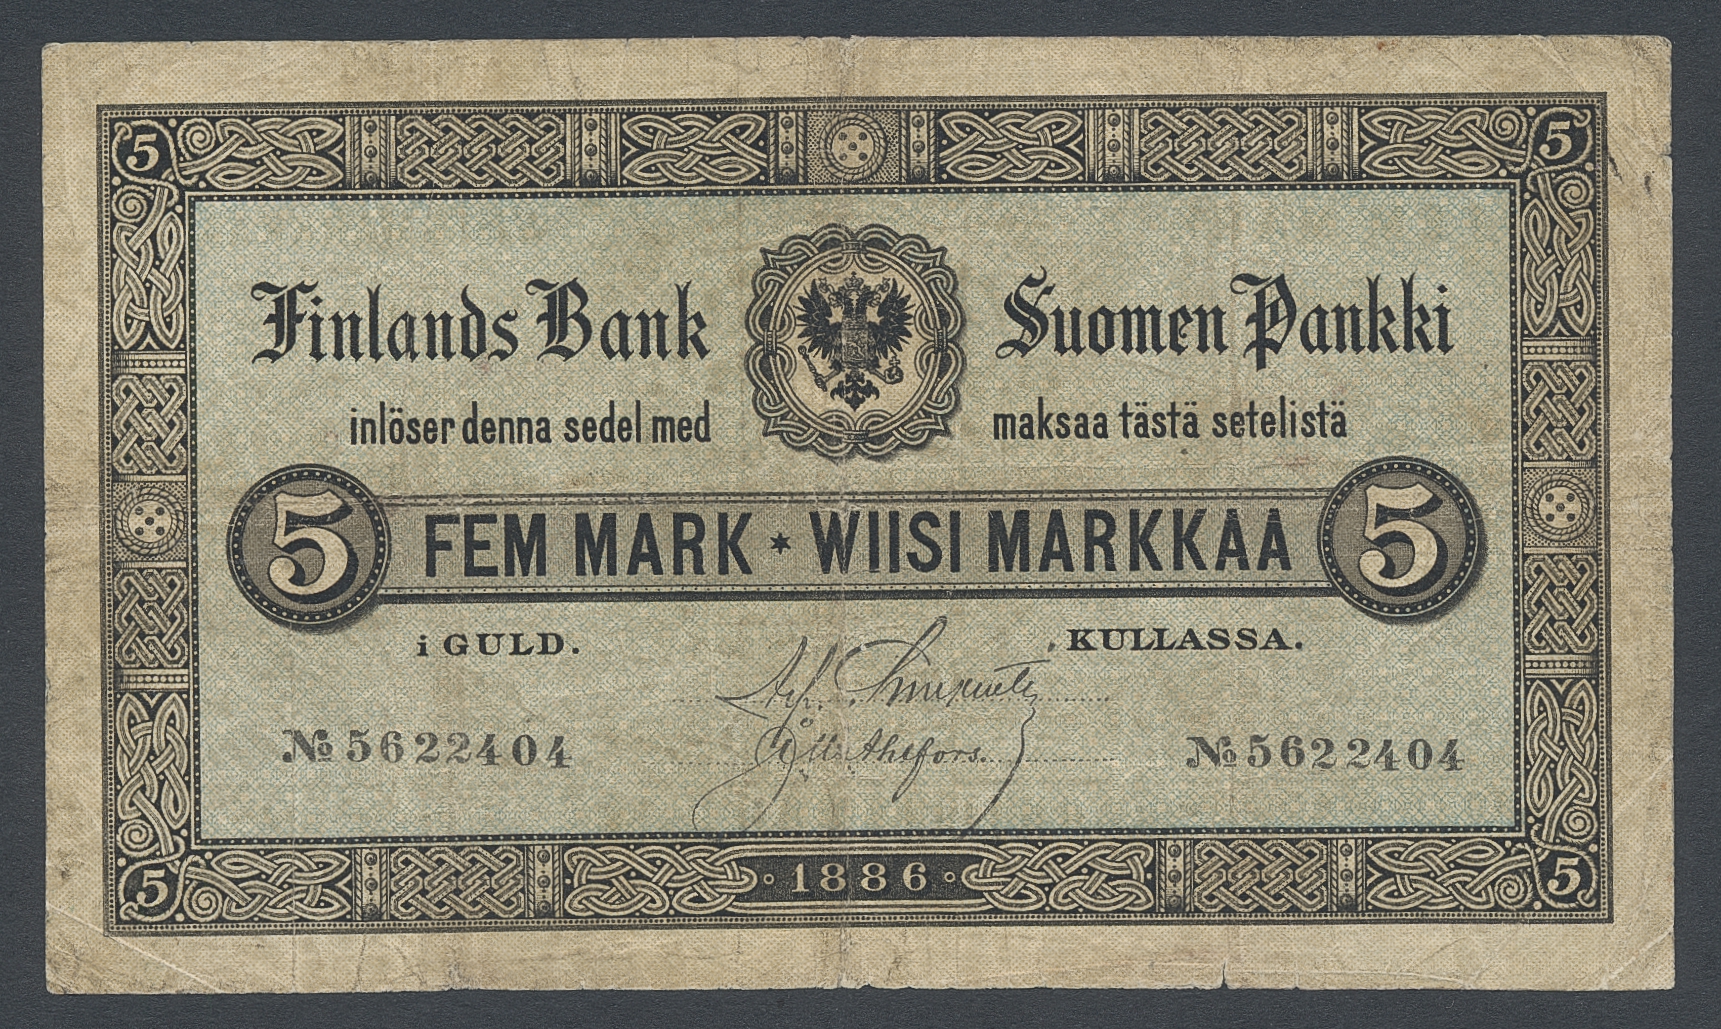 5 5
Finlands Bank Suomen Pankki
inlöser denna sedel med maksaa tästä setelistä
5 FEM MARK * WIISI MARKKAA 5
i GULD. KULLASSA.
№ 5622404 Ahlfors. № 5622404
5 1886 5